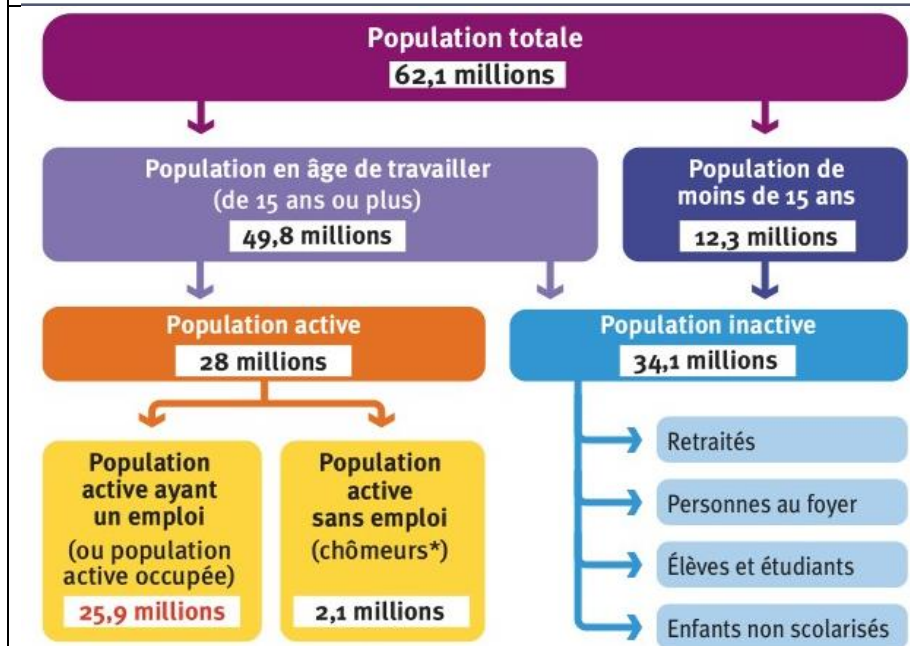 Population totale
62,1 millions
Population en âge de travailler
(de 15 ans ou plus)
49,8 millions
Population de
moins de 15 ans
12,3 millions
Population active
28 millions
Population inactive
34,1 millions
Population
active ayant
un emploi
(ou population
active occupée)
25,9 millions
Population
active
sans emploi
(chômeurs*)
2,1 millions
Retraités
Personnes au foyer
Élèves et étudiants
Enfants non scolarisés